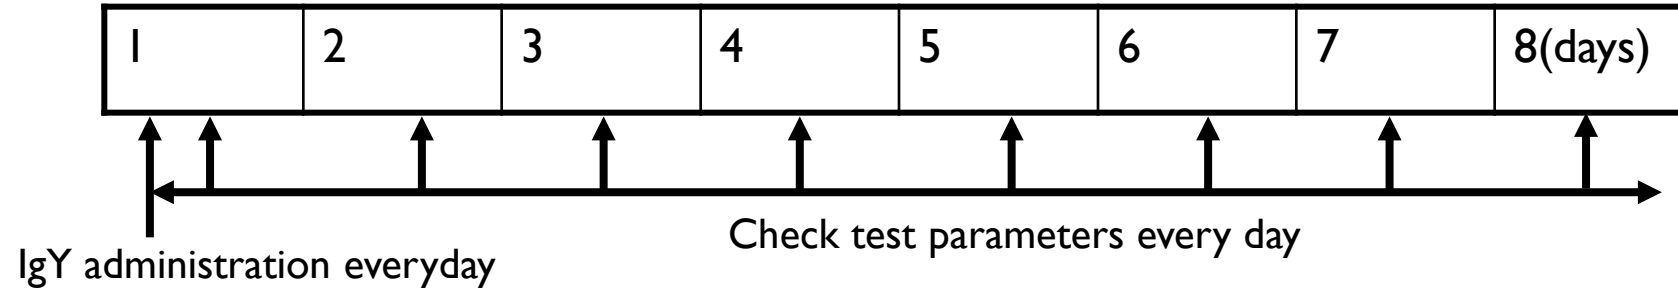 1 2 3 4 5 6 7 8(days)
Check test parameters every day
IgY administration everyday